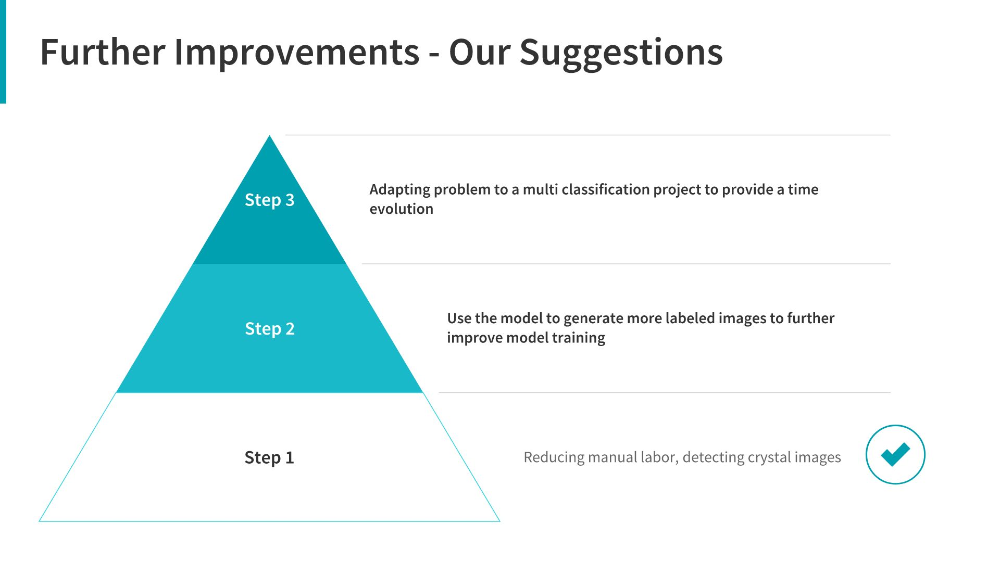 Further Improvements - Our Suggestions
Step 3
Adapting problem to a multi classification project to provide a time
evolution
Step 2
Use the model to generate more labeled images to further
improve model training
Step 1
Reducing manual labor, detecting crystal images